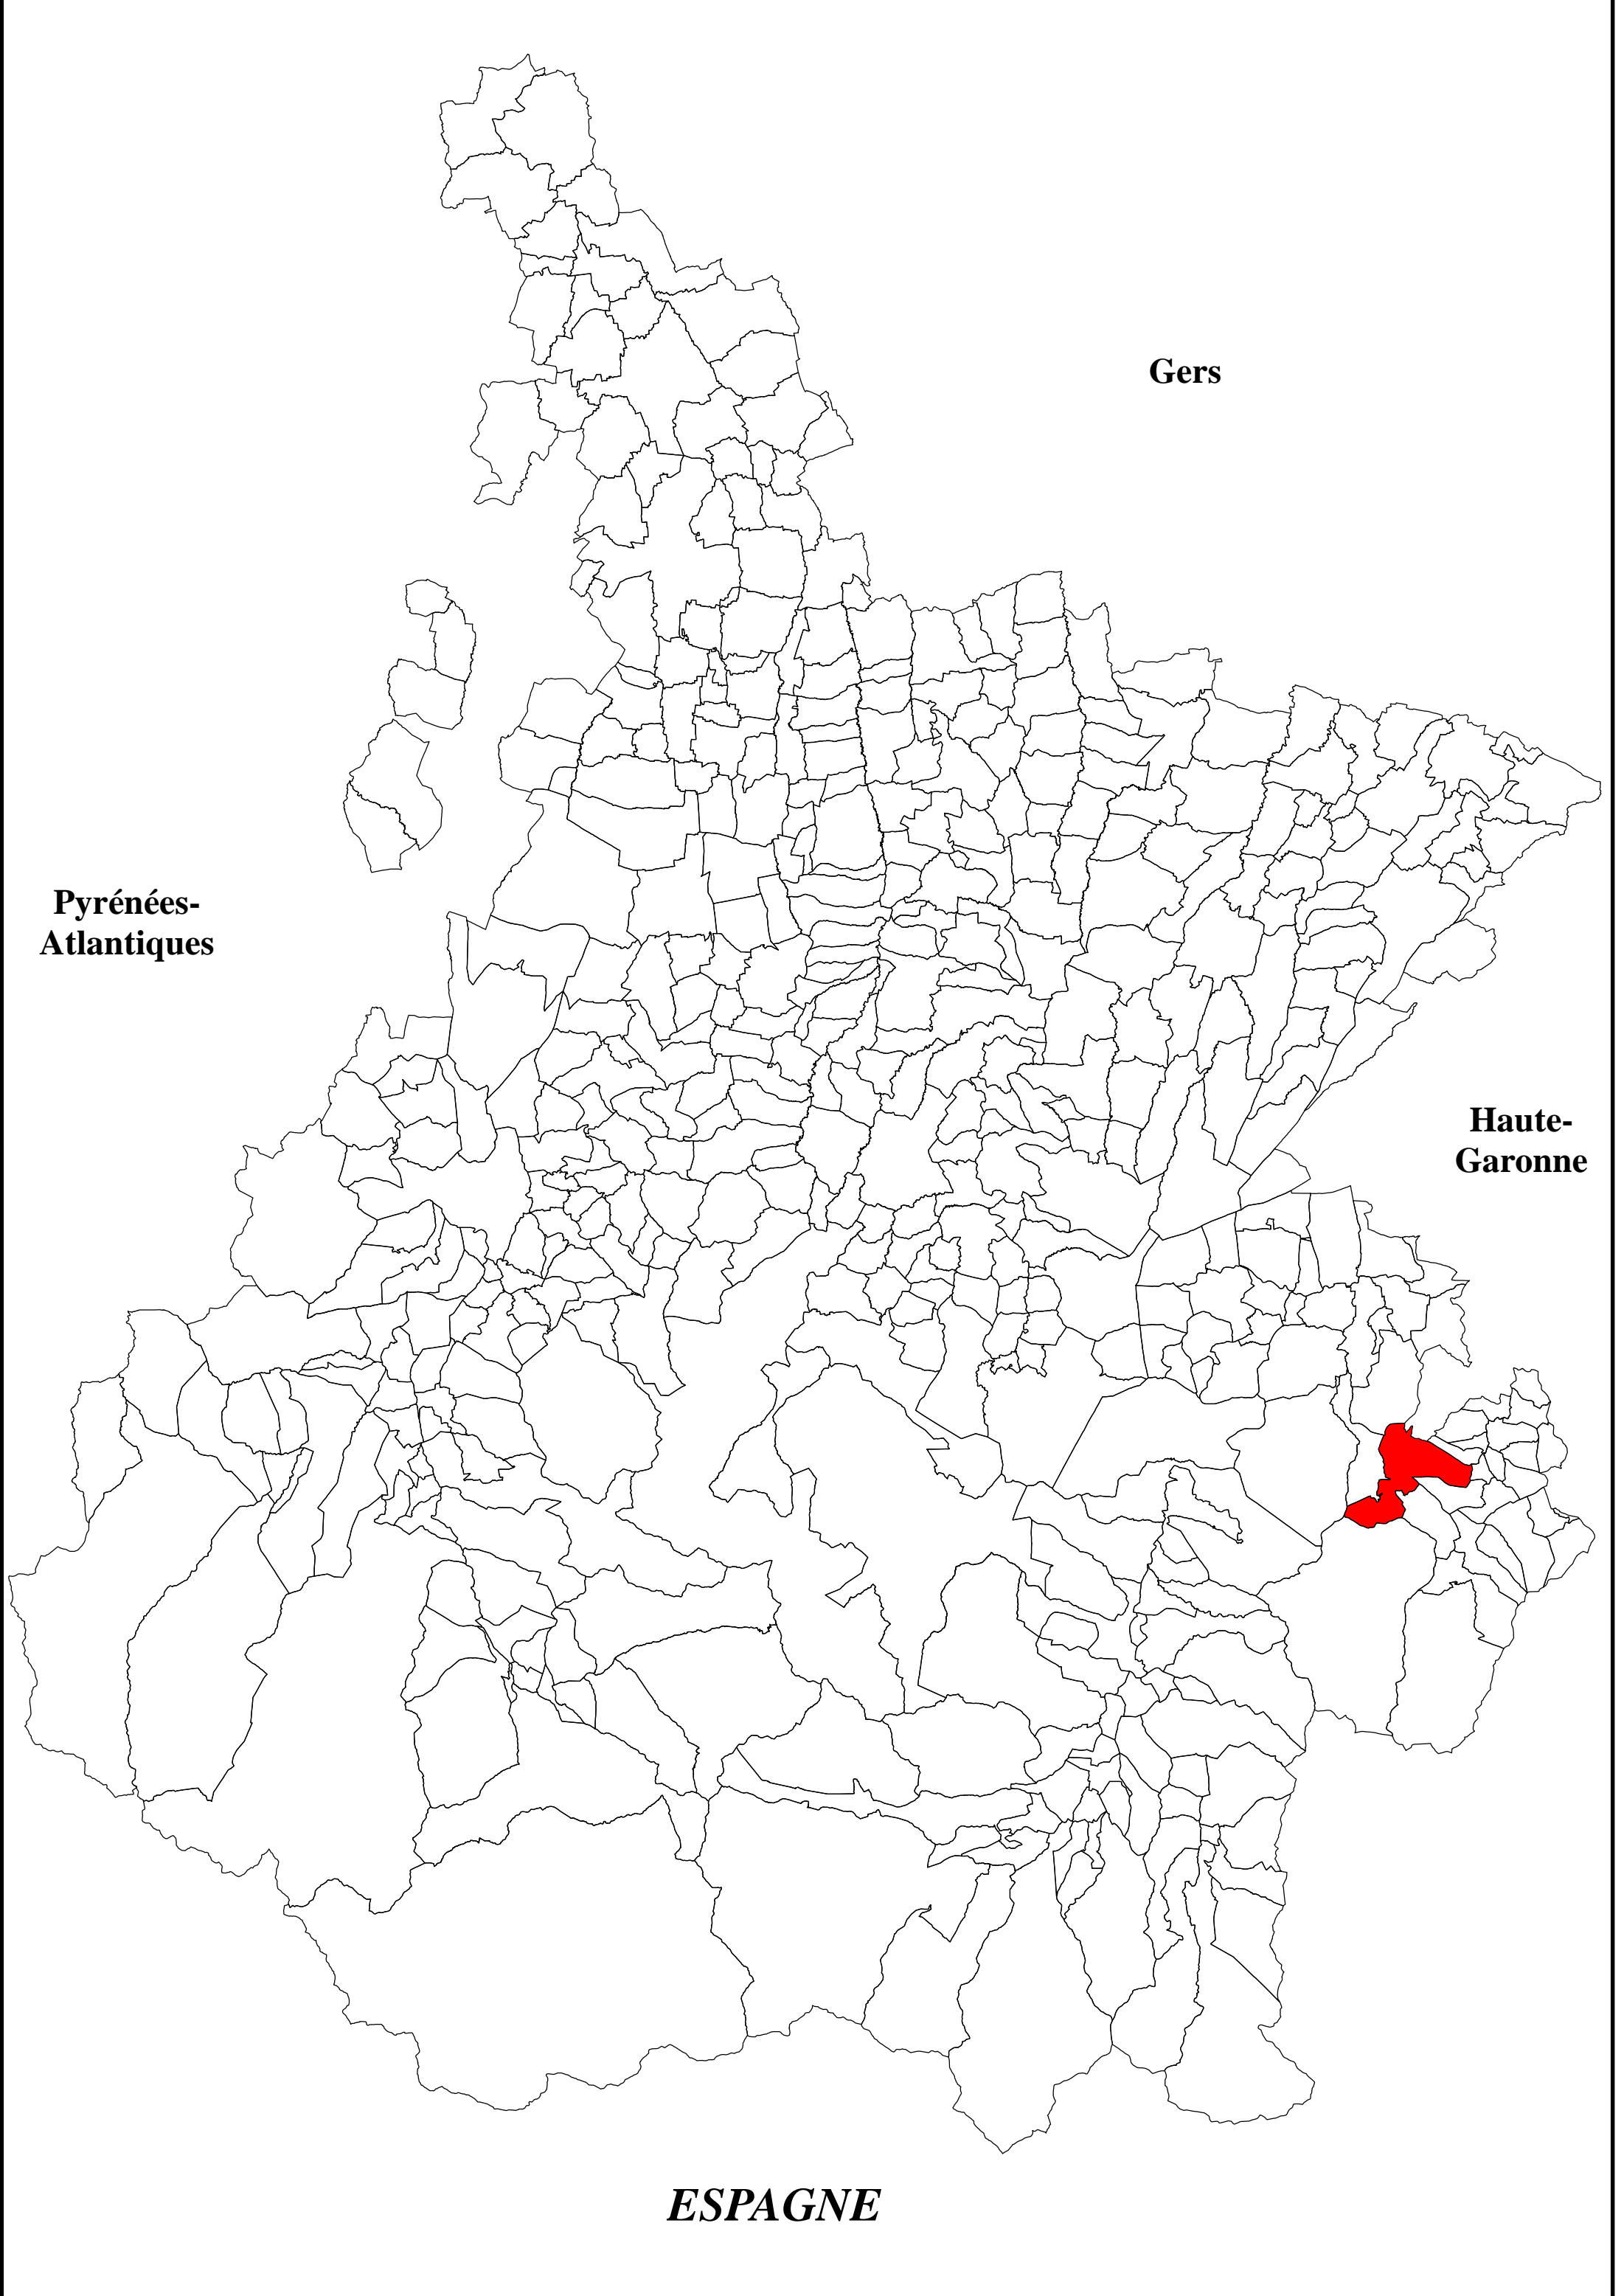 Gers
Pyrénées-
Atlantiques
Haute-
Garonne
ESPAGNE